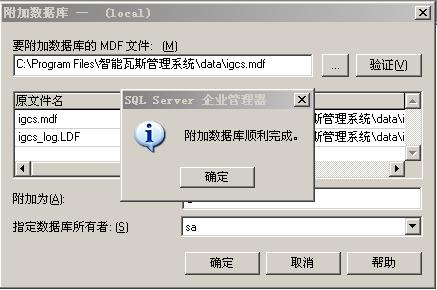 附加数据库 — (local)
要附加数据库的 MDF 文件: (M)
C:\Program Files\智能瓦斯管理系统\data\igcs.mdf
...
验证(V)
原文件名
SQL Server 企业管理器
igcs.mdf
斯管理系统\data\i
附加数据库顺利完成。
igcs_log.LDF
斯管理系统\data\i
确定
附加为(A):
指定数据库所有者: (S)
sa
确定
取消
帮助